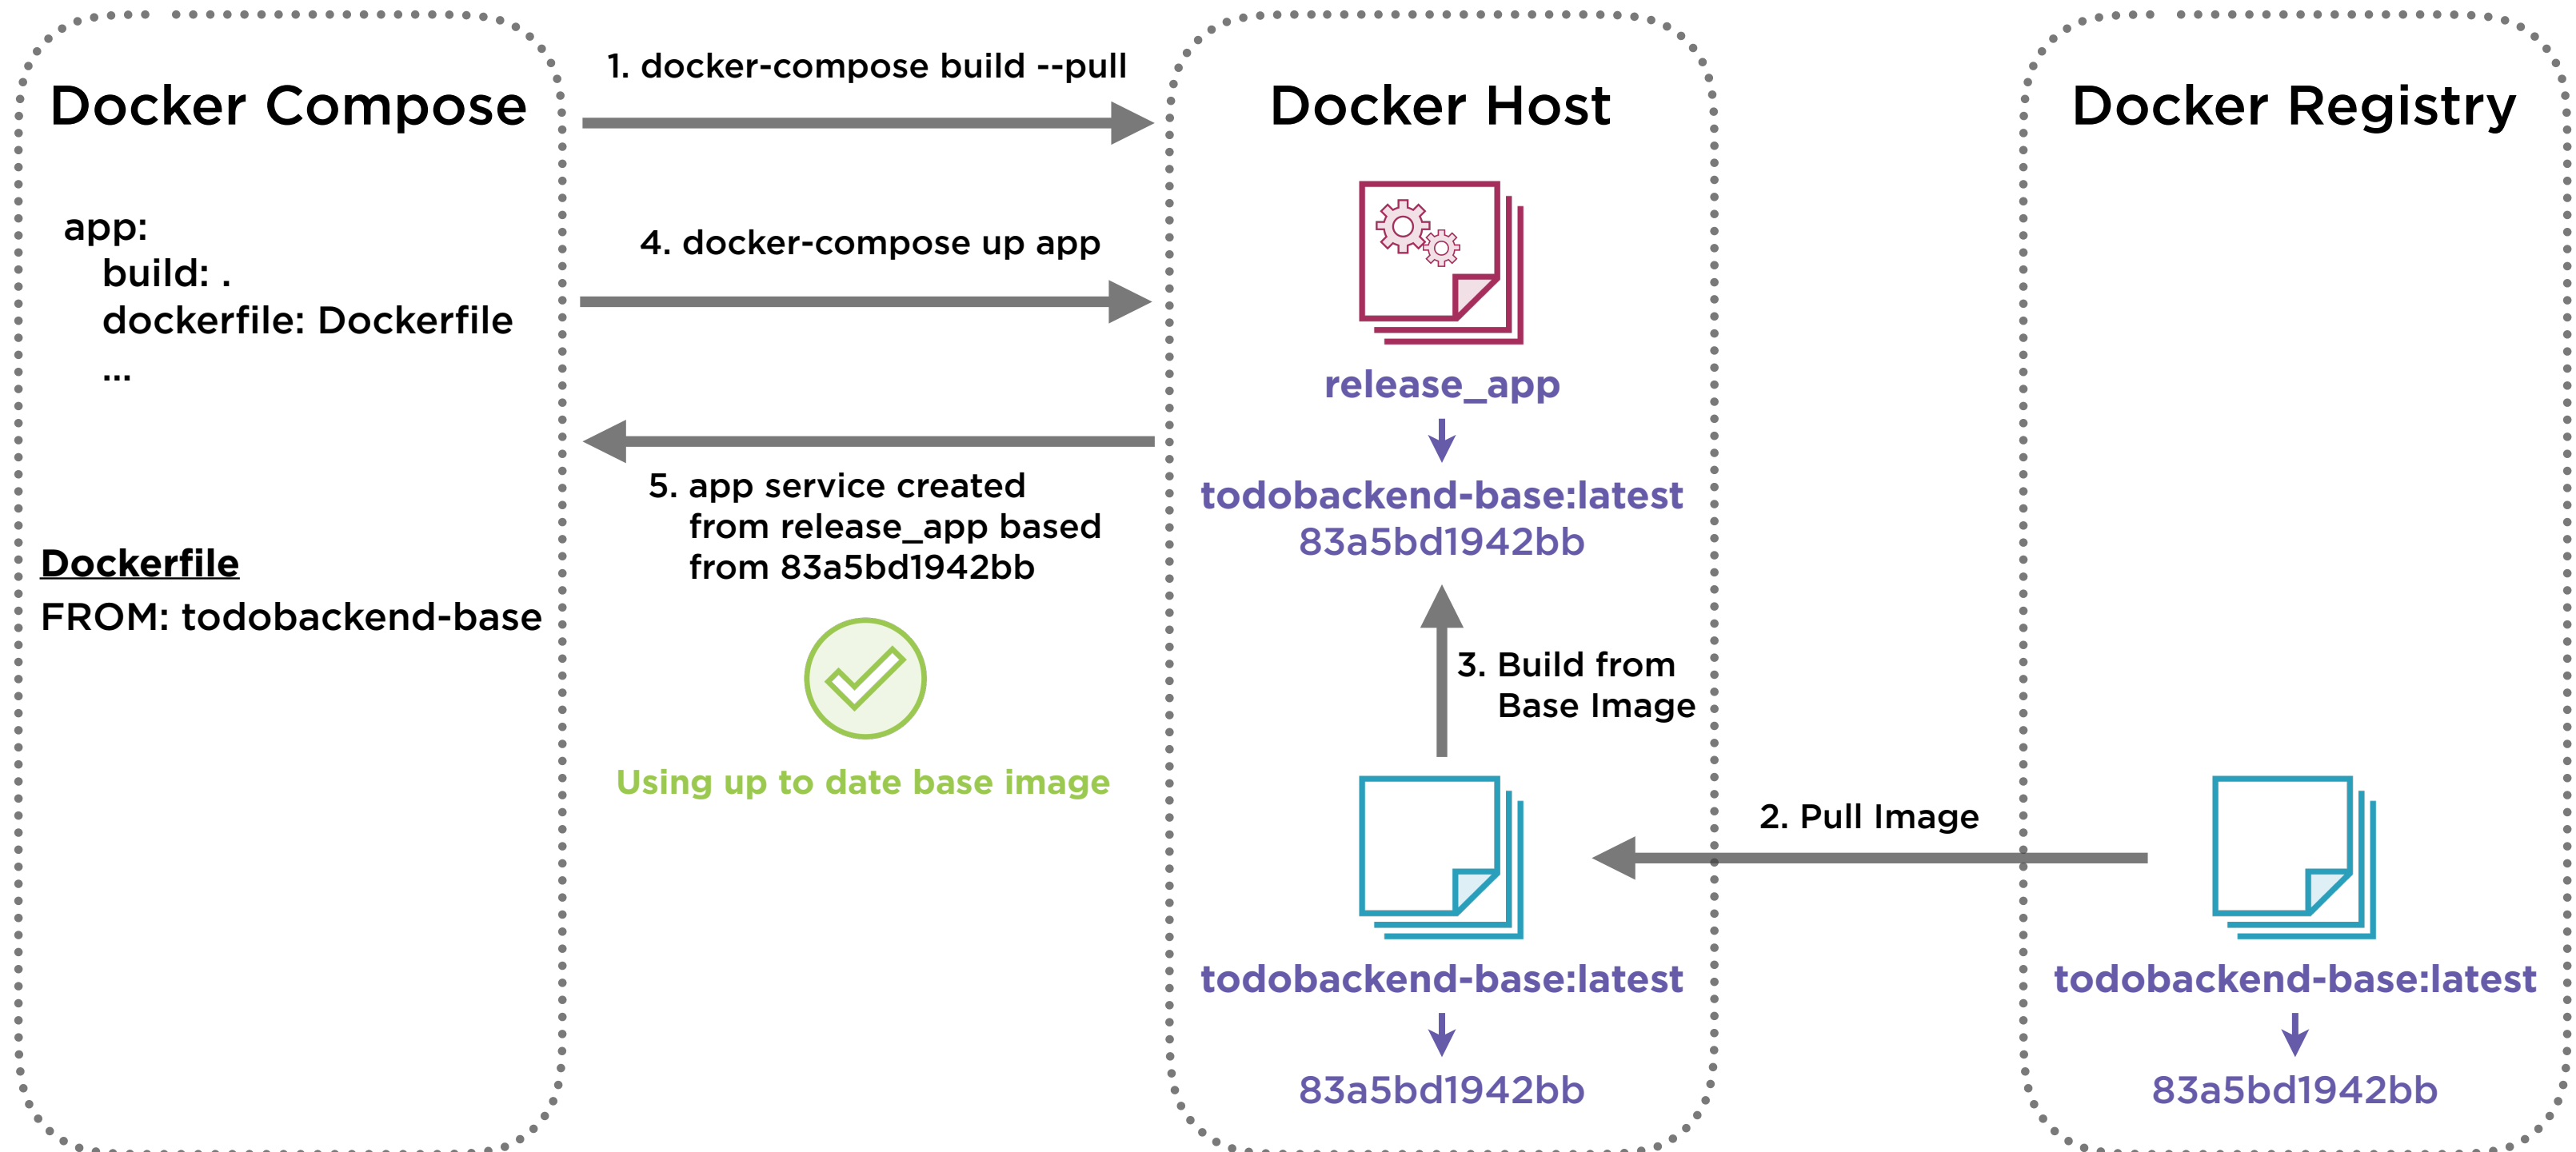 Docker Compose
app:
build: .
dockerfile: Dockerfile
...
Dockerfile
FROM: todobackend-base
1. docker-compose build --pull
4. docker-compose up app
5. app service created
from release_app based
from 83a5bd1942bb
Using up to date base image
Docker Host
release_app
todobackend-base:latest
83a5bd1942bb
3. Build from
Base Image
todobackend-base:latest
83a5bd1942bb
2. Pull Image
Docker Registry
todobackend-base:latest
83a5bd1942bb